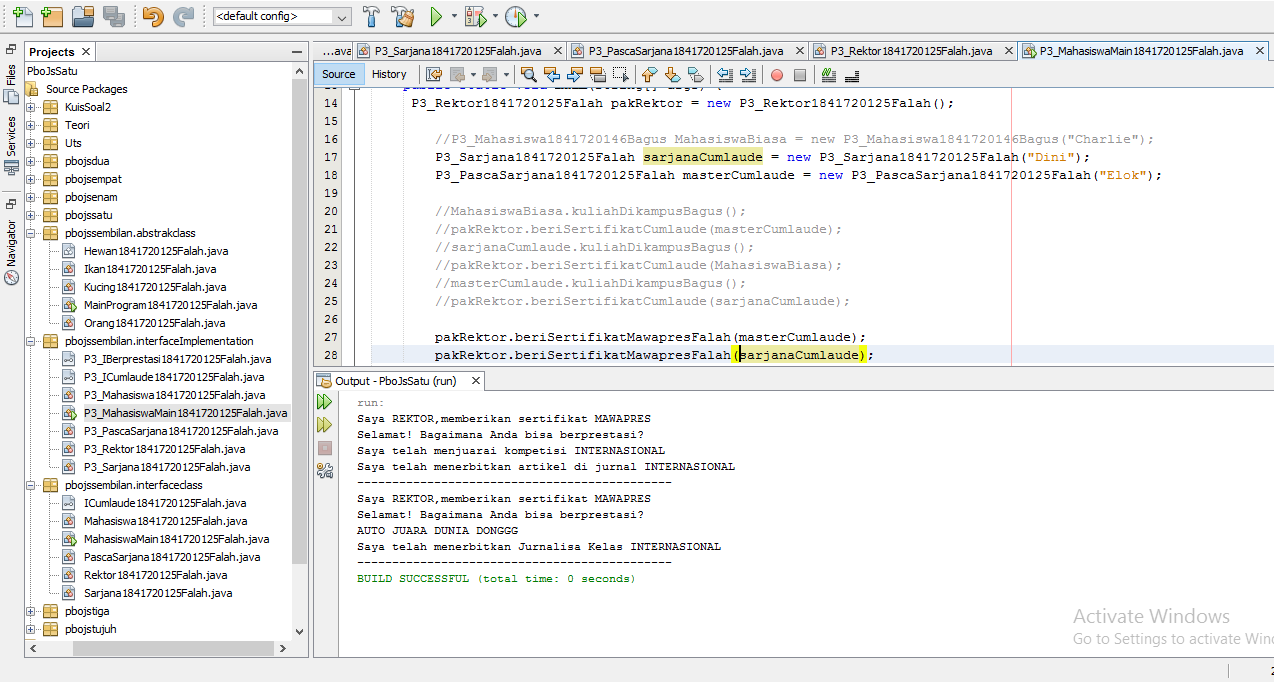 <default config>
Projects
...ava
P3_Sarjana1841720125Falah.java
P3_PascaSarjana1841720125Falah.java
P3_Rektor1841720125Falah.java
P3_MahasiswaMain1841720125Falah.java
Files
Services
Navigator
PboJsSatu
Source Packages
KuisSoal2
Teori
Uts
pbojsdua
pbojsempat
pbojsenam
pbojssatu
pbojssembilan.abstrakclass
Hewan1841720125Falah.java
Ikan1841720125Falah.java
Kucing1841720125Falah.java
MainProgram1841720125Falah.java
Orang1841720125Falah.java
pbojssembilan.interfaceImplementation
P3_IBerprestasi1841720125Falah.java
P3_ICumlaude1841720125Falah.java
P3_Mahasiswa1841720125Falah.java
P3_MahasiswaMain1841720125Falah.java
P3_PascaSarjana1841720125Falah.java
P3_Rektor1841720125Falah.java
P3_Sarjana1841720125Falah.java
pbojssembilan.interfaceclass
ICumlaude1841720125Falah.java
Mahasiswa1841720125Falah.java
MahasiswaMain1841720125Falah.java
PascaSarjana1841720125Falah.java
Rektor1841720125Falah.java
Sarjana1841720125Falah.java
pbojstiga
pbojstujuh
Source History
14 P3_Rektor1841720125Falah pakRektor = new P3_Rektor1841720125Falah();
15
16 //P3_Mahasiswa1841720146Bagus MahasiswaBiasa = new P3_Mahasiswa1841720146Bagus("Charlie");
17 P3_Sarjana1841720125Falah sarjanaCumlaude = new P3_Sarjana1841720125Falah("Dini");
18 P3_PascaSarjana1841720125Falah masterCumlaude = new P3_PascaSarjana1841720125Falah("Elok");
19
20 //MahasiswaBiasa.kuliahDikampusBagus();
21 //pakRektor.beriSertifikatCumlaude(masterCumlaude);
22 //sarjanaCumlaude.kuliahDikampusBagus();
23 //pakRektor.beriSertifikatCumlaude(MahasiswaBiasa);
24 //masterCumlaude.kuliahDikampusBagus();
25 //pakRektor.beriSertifikatCumlaude(sarjanaCumlaude);
26
27 pakRektor.beriSertifikatMawapresFalah(masterCumlaude);
28 pakRektor.beriSertifikatMawapresFalah(sarjanaCumlaude);
Output - PboJsSatu (run)
run:
Saya REKTOR,memberikan sertifikat MAWAPRES
Selamat! Bagaimana Anda bisa berprestasi?
Saya telah menjuarai kompetisi INTERNASIONAL
Saya telah menerbitkan artikel di jurnal INTERNASIONAL
---------------------------------------------
Saya REKTOR,memberikan sertifikat MAWAPRES
Selamat! Bagaimana Anda bisa berprestasi?
AUTO JUARA DUNIA DONGGG
Saya telah menerbitkan Jurnalisa Kelas INTERNASIONAL
---------------------------------------------
BUILD SUCCESSFUL (total time: 0 seconds)
Activate Windows
Go to Settings to activate Win